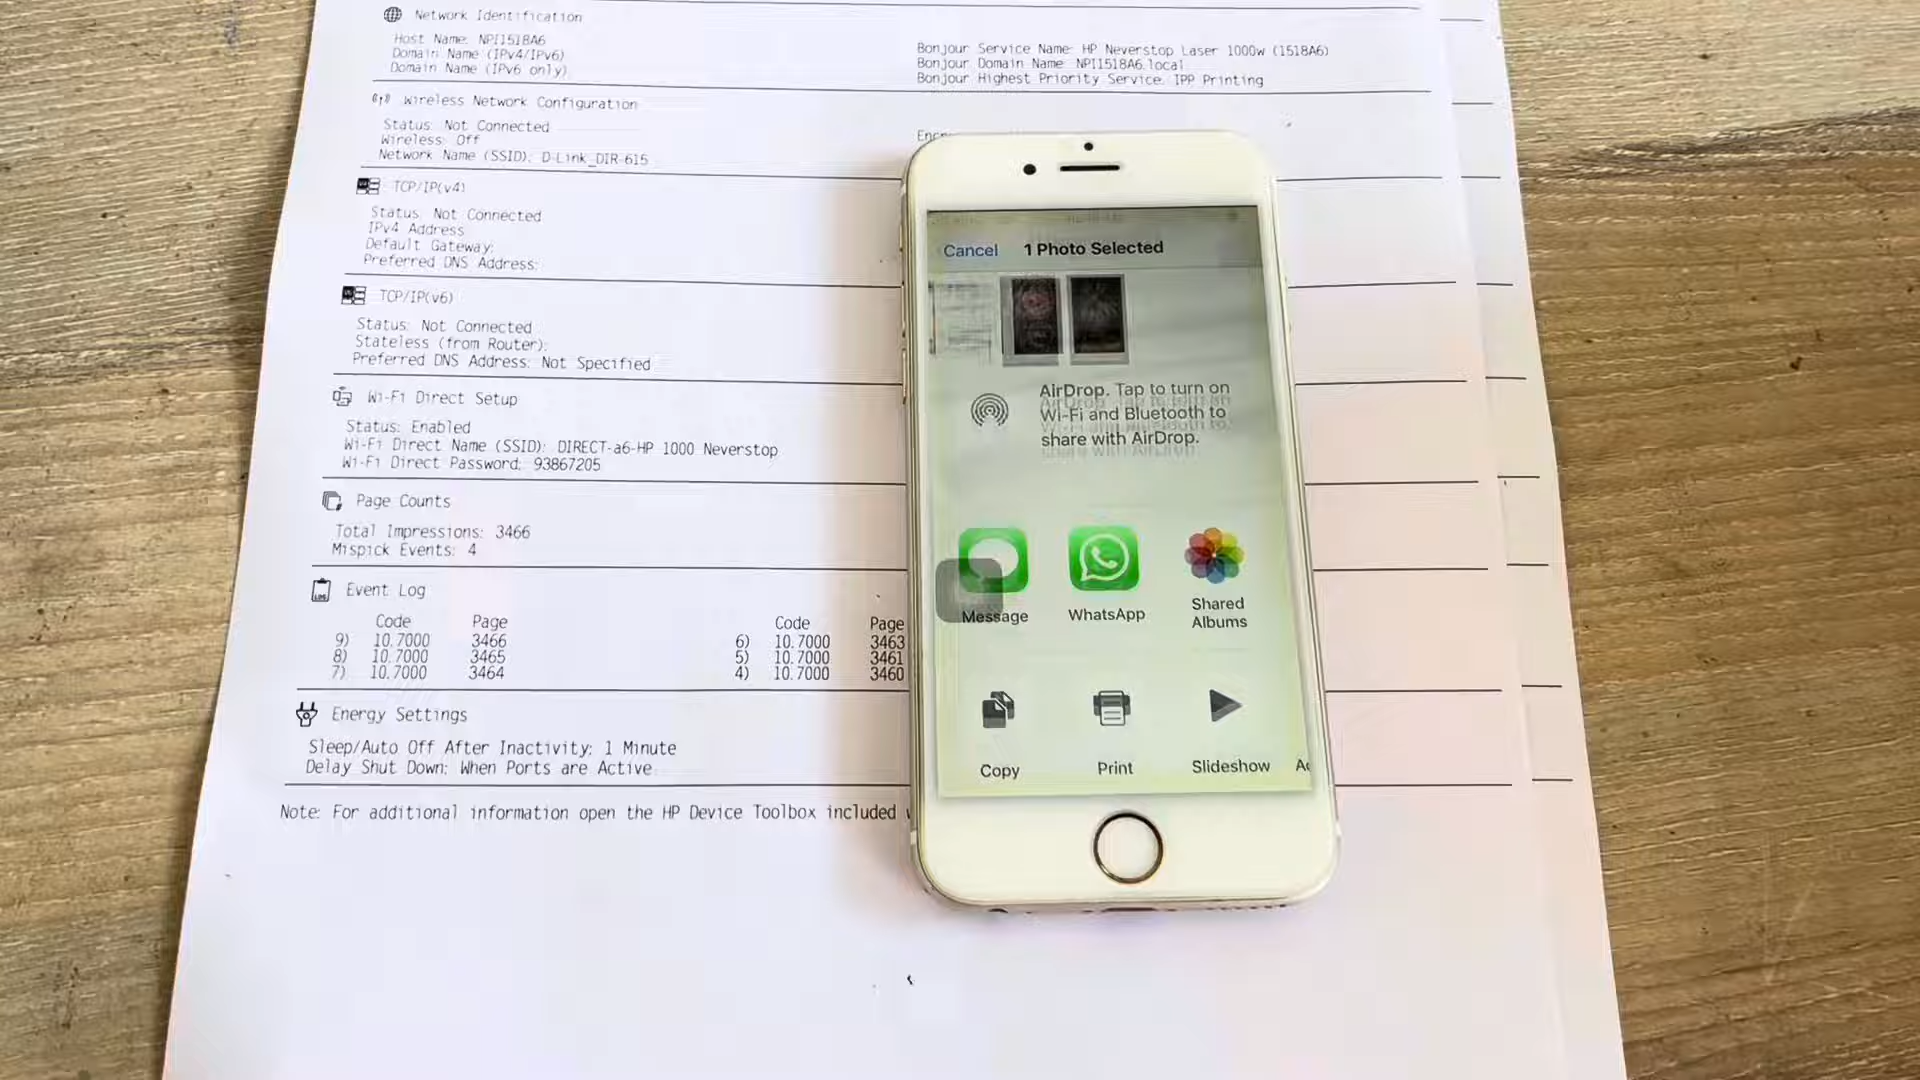 Network Identification
Host Name: NPI1518A6
Domain Name (IPv4/IPv6)
Domain Name (IPv6 only)
Bonjour Service Name: HP Neverstop Laser 1000w (1518A6)
Bonjour Domain Name: NPI1518A6.local
Bonjour Highest Priority Service: IPP Printing
Wireless Network Configuration
Status: Not Connected
Wireless: Off
Network Name (SSID): D-Link_DIR-615
TCP/IP(v4)
Status: Not Connected
IPv4 Address
Default Gateway:
Preferred DNS Address:
TCP/IP(v6)
Status: Not Connected
Stateless (from Router):
Preferred DNS Address: Not Specified
Wi-Fi Direct Setup
Status: Enabled
Wi-Fi Direct Name (SSID): DIRECT-a6-HP 1000 Neverstop
Wi-Fi Direct Password: 93867205
Page Counts
Total Impressions: 3466
Mispick Events: 4
Event Log
Code Page Code Page
9) 10.7000 3466 6) 10.7000 3463
8) 10.7000 3465 5) 10.7000 3461
7) 10.7000 3464 4) 10.7000 3460
Energy Settings
Sleep/Auto Off After Inactivity: 1 Minute
Delay Shut Down: When Ports are Active
Note: For additional information open the HP Device Toolbox included
Cancel 1 Photo Selected
AirDrop. Tap to turn on
Wi-Fi and Bluetooth to
share with AirDrop.
Message WhatsApp Shared
Albums
Copy Print Slideshow